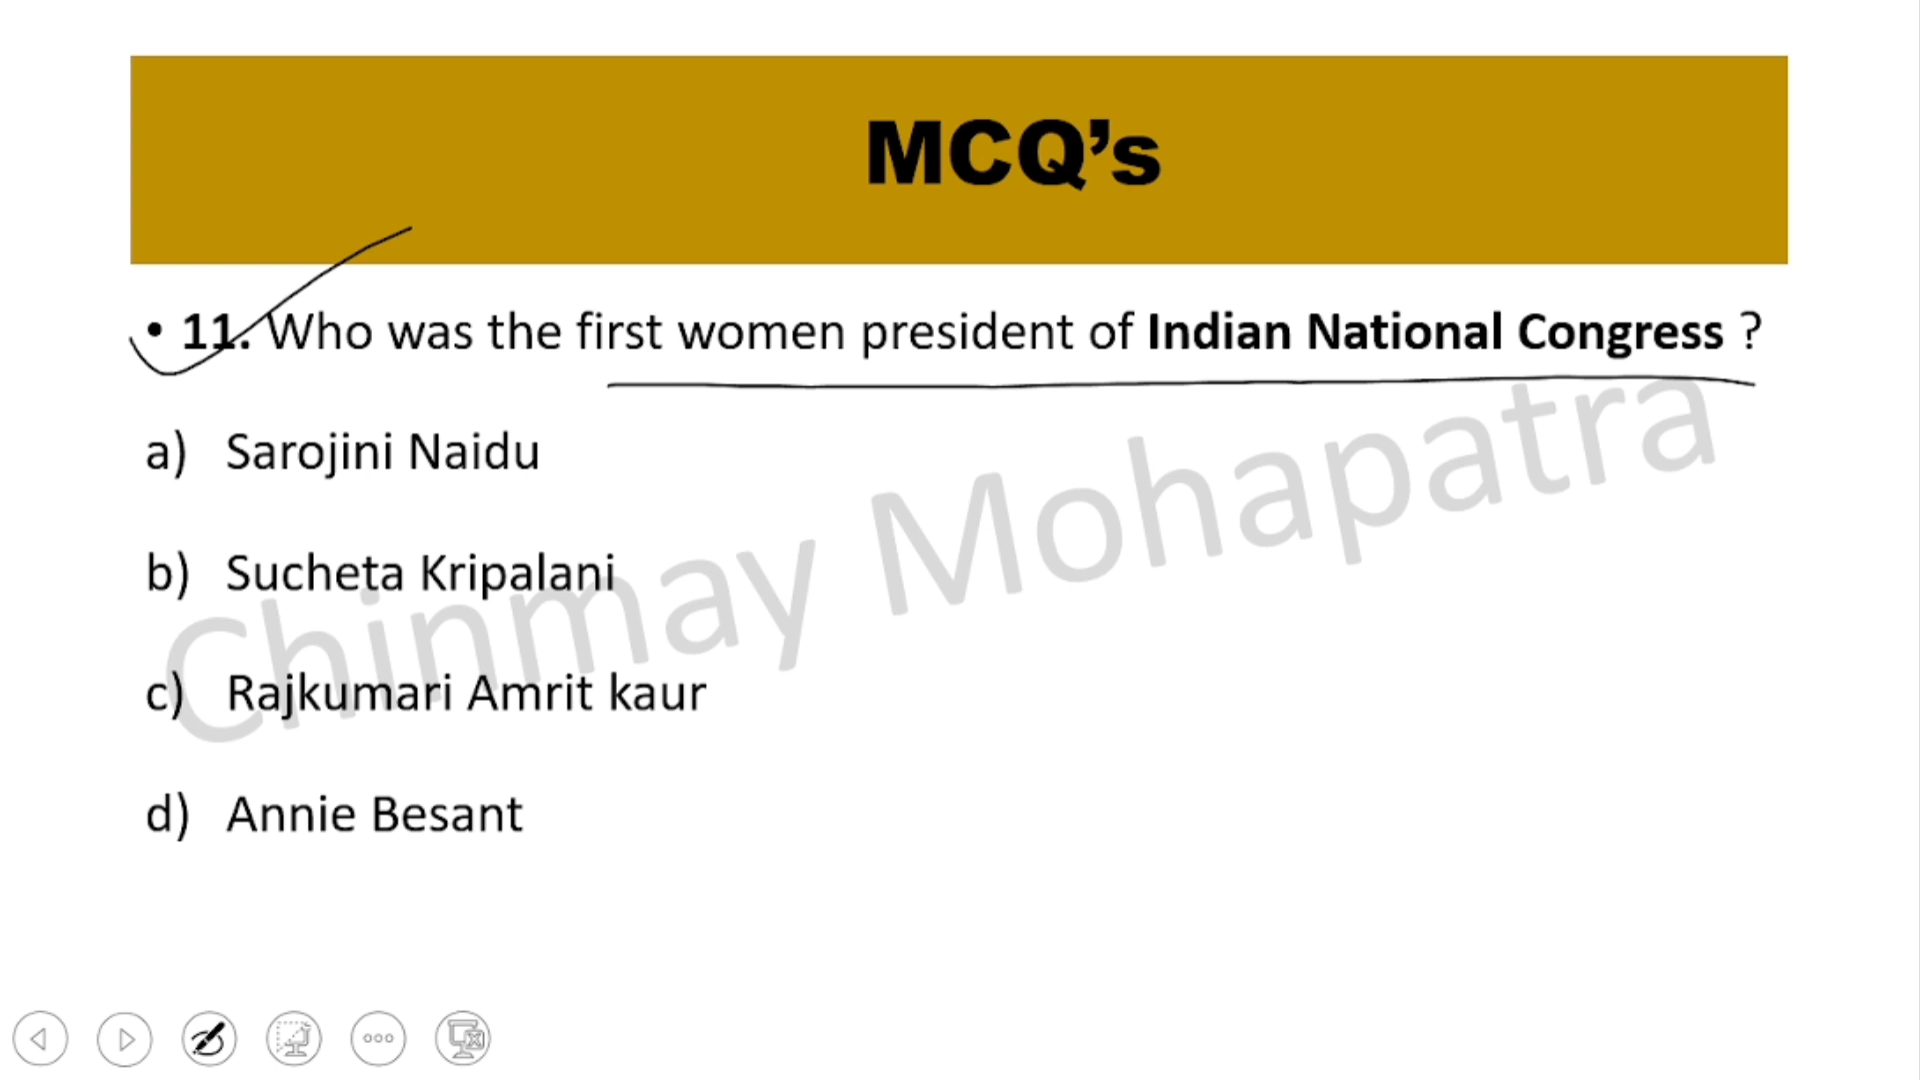 MCQ’s
• 11. Who was the first women president of Indian National Congress ?
a) Sarojini Naidu
b) Sucheta Kripalani
c) Rajkumari Amrit kaur
d) Annie Besant
Chinmay Mohapatra